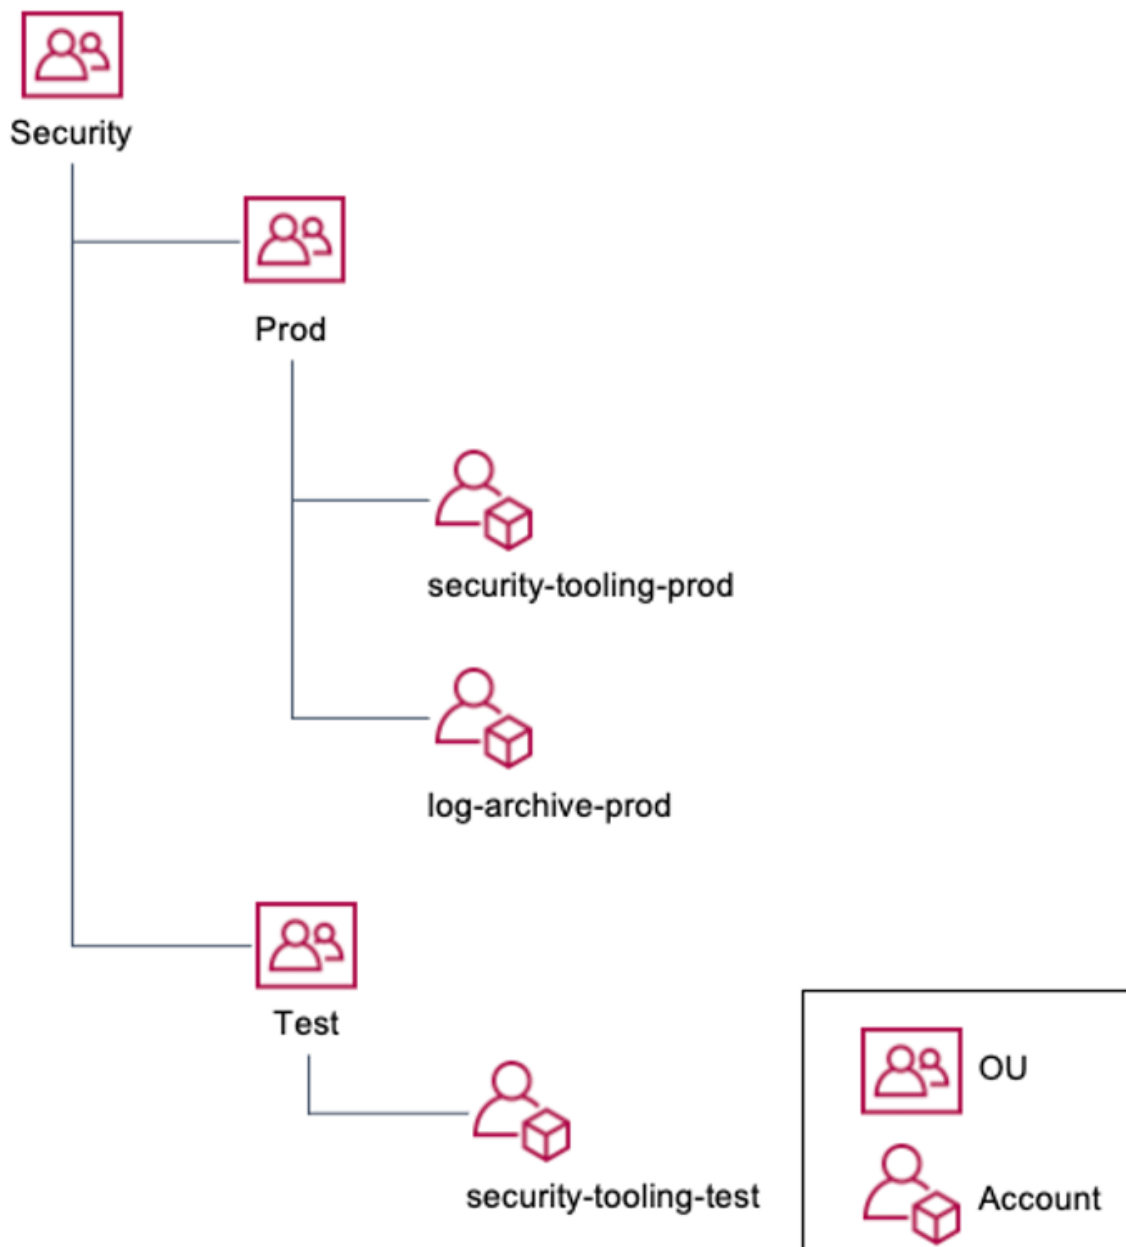 Security
Prod
security-tooling-prod
log-archive-prod
Test
security-tooling-test
OU
Account